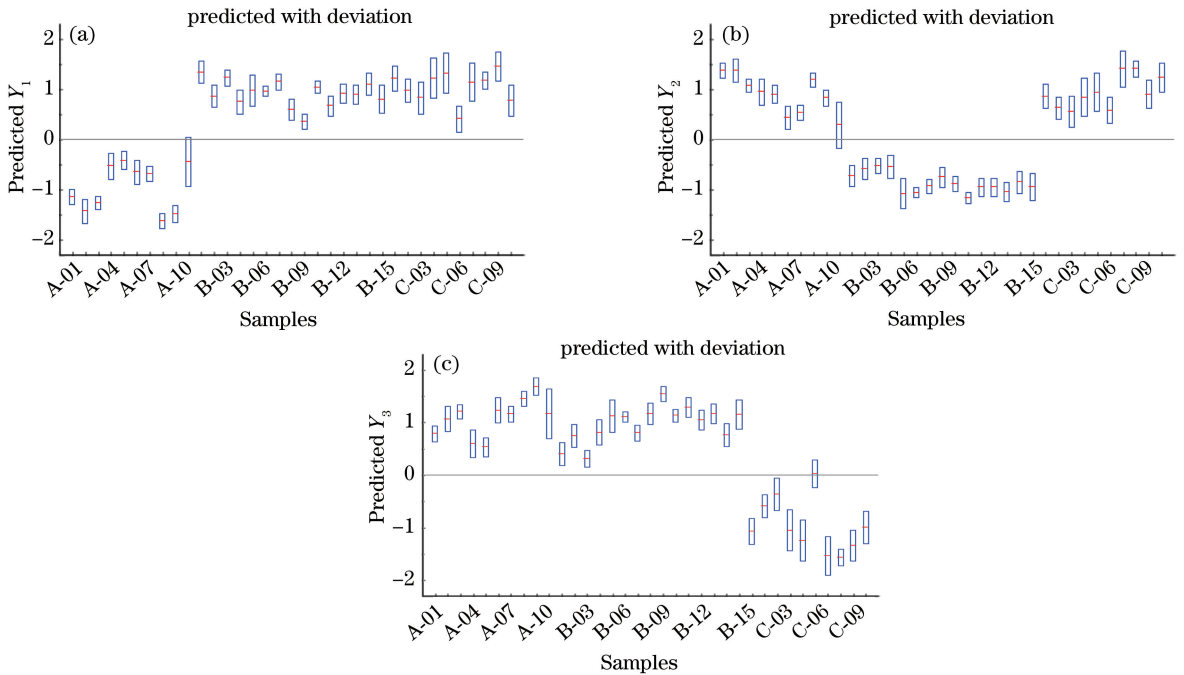 predicted with deviation
(a)
2
1
0
−1
−2
Predicted Y1
A-01
A-04
A-07
A-10
B-03
B-06
B-09
B-12
B-15
C-03
C-06
C-09
Samples
predicted with deviation
(b)
2
1
0
−1
−2
Predicted Y2
A-01
A-04
A-07
A-10
B-03
B-06
B-09
B-12
B-15
C-03
C-06
C-09
Samples
predicted with deviation
(c)
2
1
0
−1
−2
Predicted Y3
A-01
A-04
A-07
A-10
B-03
B-06
B-09
B-12
B-15
C-03
C-06
C-09
Samples